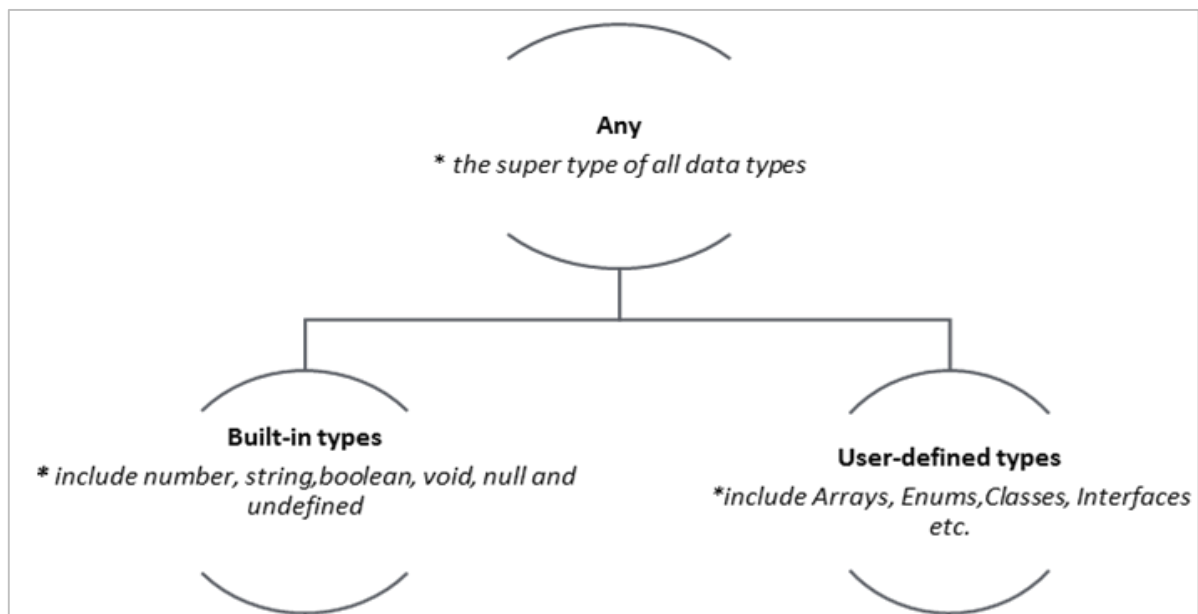 Any
* the super type of all data types
Built-in types
* include number, string,boolean, void, null and
undefined
User-defined types
*include Arrays, Enums,Classes, Interfaces
etc.